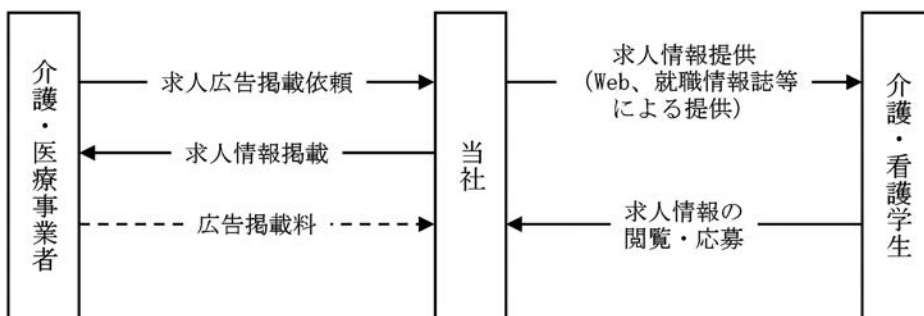 介護・医療事業者
求人広告掲載依頼
求人情報掲載
広告掲載料
当社
求人情報提供
(Web、就職情報誌等
による提供)
求人情報の
閲覧・応募
介護・看護学生